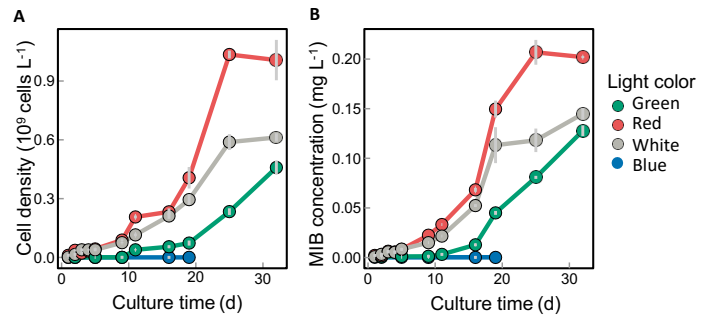 A
Cell density (10⁹ cells L⁻¹)
0.9
0.6
0.3
0.0
0 10 20 30
Culture time (d)
B
MIB concentration (mg L⁻¹)
0.20
0.15
0.10
0.05
0.00
0 10 20 30
Culture time (d)
Light color
Green
Red
White
Blue